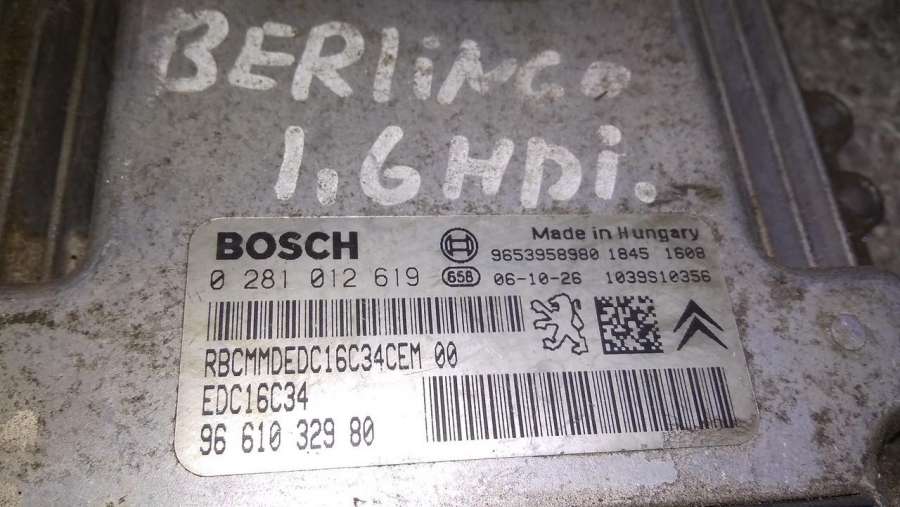 BERLiNGo
1,6HDi.
BOSCH
Made in Hungary
9653958980 1845 1608
0 281 012 619 658 06-10-26 1039S10356
RBCMMDEDC16C34CEM 00
EDC16C34
96 610 329 80